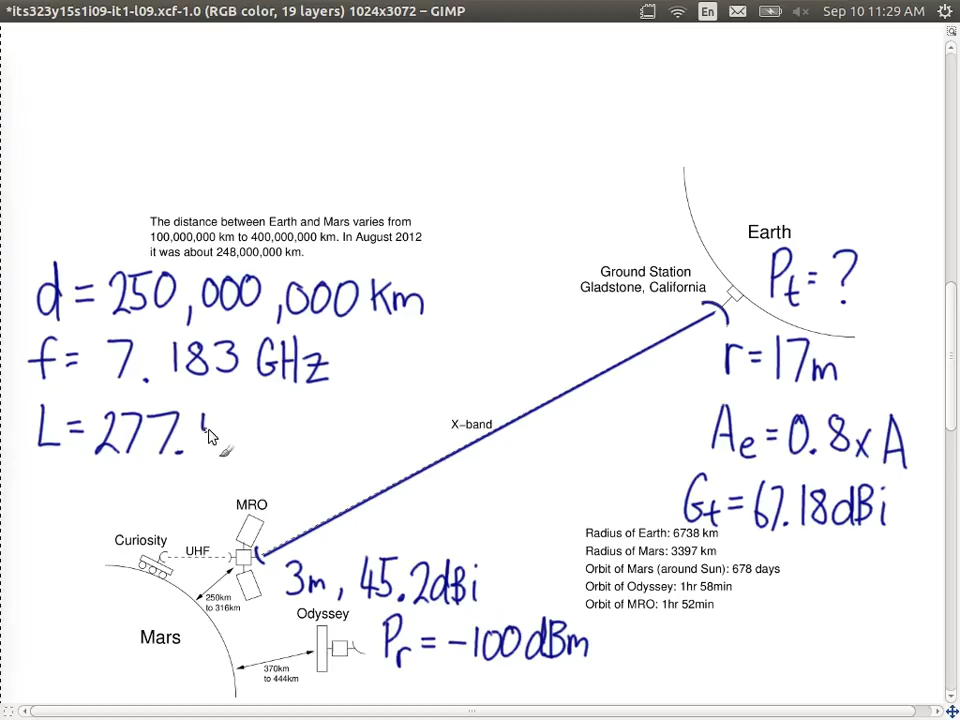 *its323y15s1i09-it1-l09.xcf-1.0 (RGB color, 19 layers) 1024x3072 – GIMP
En
Sep 10 11:29 AM
The distance between Earth and Mars varies from
100,000,000 km to 400,000,000 km. In August 2012
it was about 248,000,000 km.
Earth
Ground Station
Gladstone, California
Pt = ?
d = 250,000,000 Km
r = 17m
f = 7.183 GHz
L = 277.
X-band
Ae = 0.8 x A
Gt = 67.18dBi
MRO
Curiosity
UHF
Radius of Earth: 6738 km
Radius of Mars: 3397 km
Orbit of Mars (around Sun): 678 days
Orbit of Odyssey: 1hr 58min
Orbit of MRO: 1hr 52min
3m, 45.2dBi
250km
to 316km
Odyssey
Mars
Pr = -100dBm
370km
to 444km